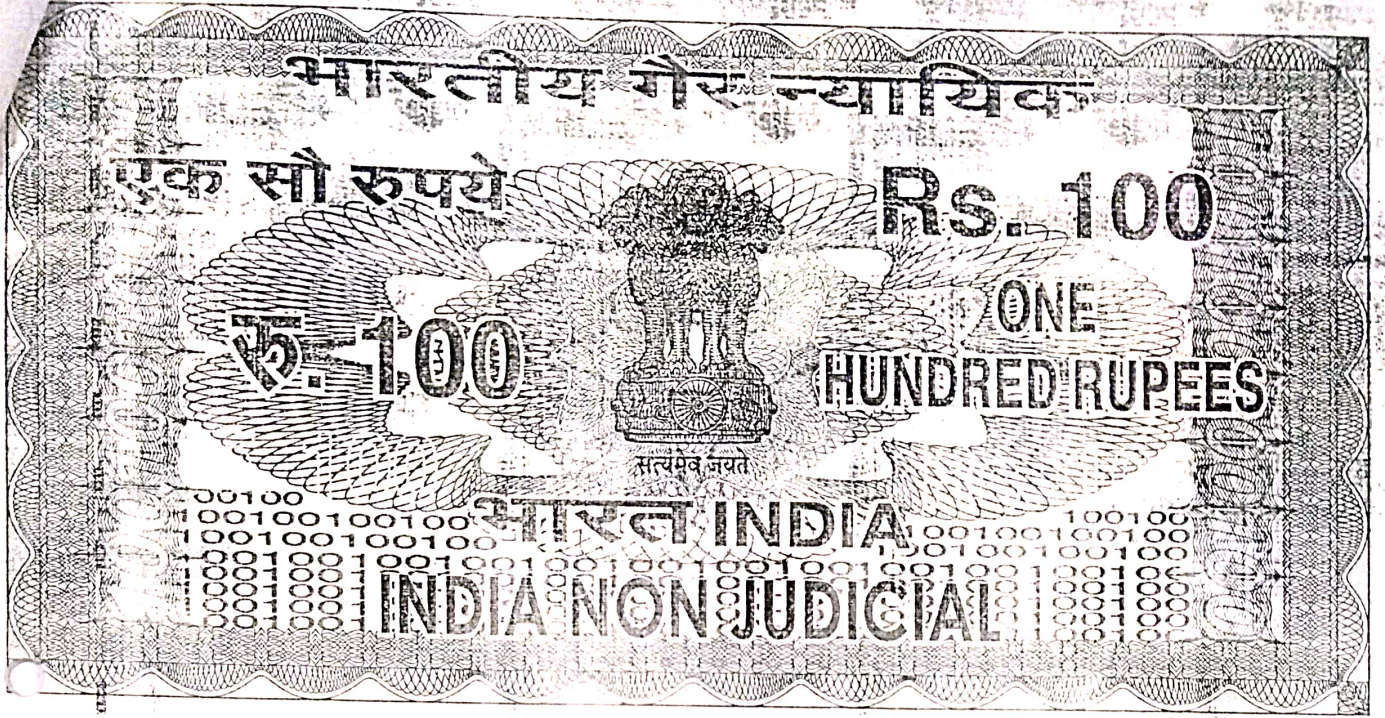 भारतीय गैर न्यायिक
एक सौ रुपये
Rs. 100
रु. 100
ONE
HUNDRED RUPEES
सत्यमेव जयते
भारत INDIA
INDIA NON JUDICIAL